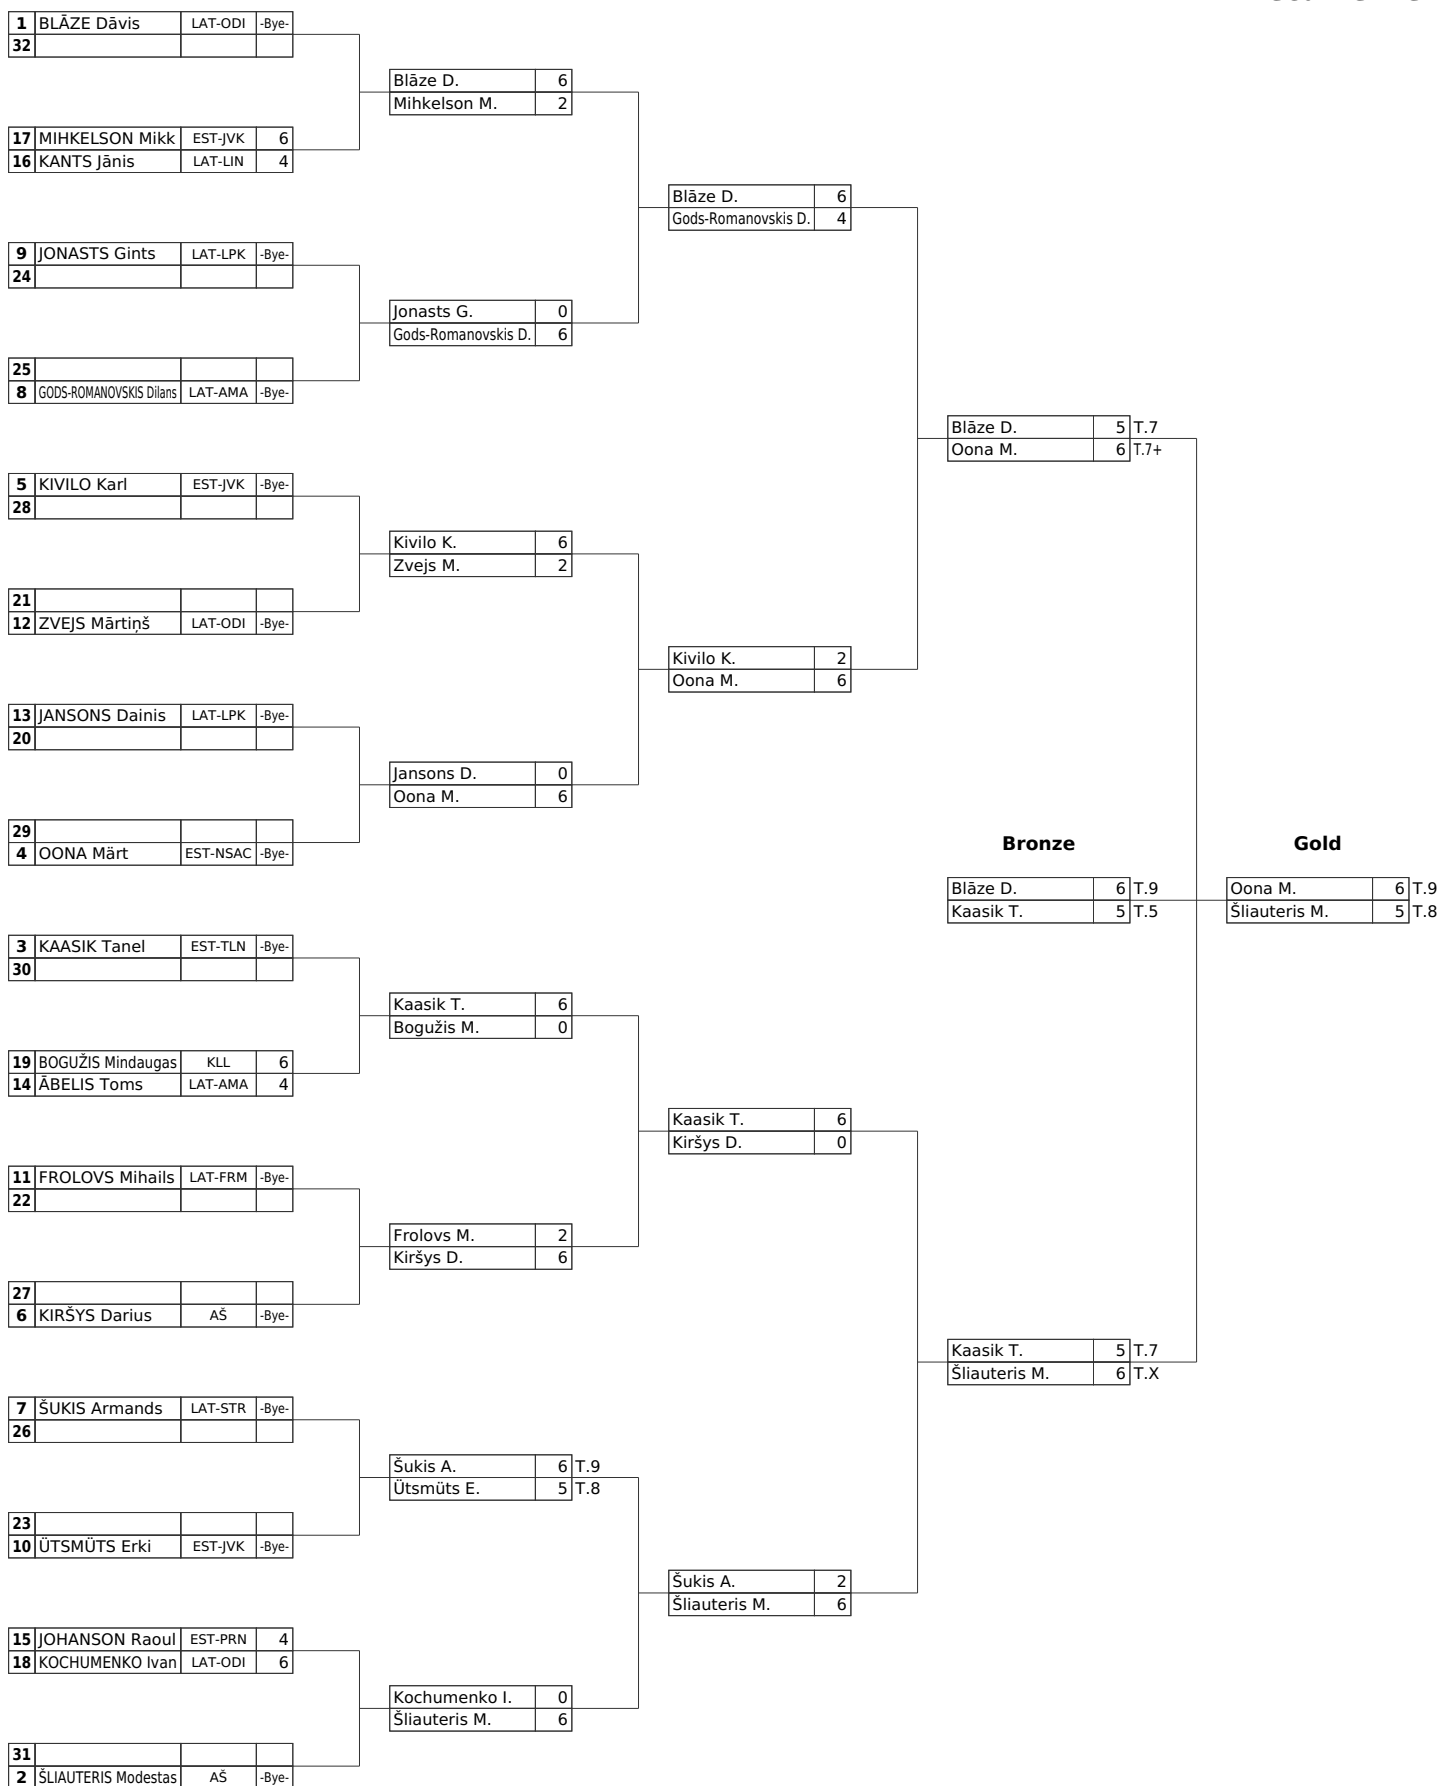 1 BLĀZE Dāvis LAT-ODI -Bye-
32
Blāze D. 6
Mihkelson M. 2
17 MIHKELSON Mikk EST-JVK 6
16 KANTS Jānis LAT-LIN 4
Blāze D. 6
Gods-Romanovskis D. 4
9 JONASTS Gints LAT-LPK -Bye-
24
Jonasts G. 0
Gods-Romanovskis D. 6
25
8 GODS-ROMANOVSKIS Dilans LAT-AMA -Bye-
Blāze D. 5 T.7
Oona M. 6 T.7+
5 KIVILO Karl EST-JVK -Bye-
28
Kivilo K. 6
Zvejs M. 2
21
12 ZVEJS Mārtiņš LAT-ODI -Bye-
Kivilo K. 2
Oona M. 6
13 JANSONS Dainis LAT-LPK -Bye-
20
Jansons D. 0
Oona M. 6
29
4 OONA Märt EST-NSAC -Bye-
Bronze Gold
Blāze D. 6 T.9 Oona M. 6 T.9
Kaasik T. 5 T.5 Šliauteris M. 5 T.8
3 KAASIK Tanel EST-TLN -Bye-
30
Kaasik T. 6
Bogužis M. 0
19 BOGUŽIS Mindaugas KLL 6
14 ĀBELIS Toms LAT-AMA 4
Kaasik T. 6
Kiršys D. 0
11 FROLOVS Mihails LAT-FRM -Bye-
22
Frolovs M. 2
Kiršys D. 6
27
6 KIRŠYS Darius AŠ -Bye-
Kaasik T. 5 T.7
Šliauteris M. 6 T.X
7 ŠUKIS Armands LAT-STR -Bye-
26
Šukis A. 6 T.9
Ütsmüts E. 5 T.8
23
10 ÜTSMÜTS Erki EST-JVK -Bye-
Šukis A. 2
Šliauteris M. 6
15 JOHANSON Raoul EST-PRN 4
18 KOCHUMENKO Ivan LAT-ODI 6
Kochumenko I. 0
Šliauteris M. 6
31
2 ŠLIAUTERIS Modestas AŠ -Bye-